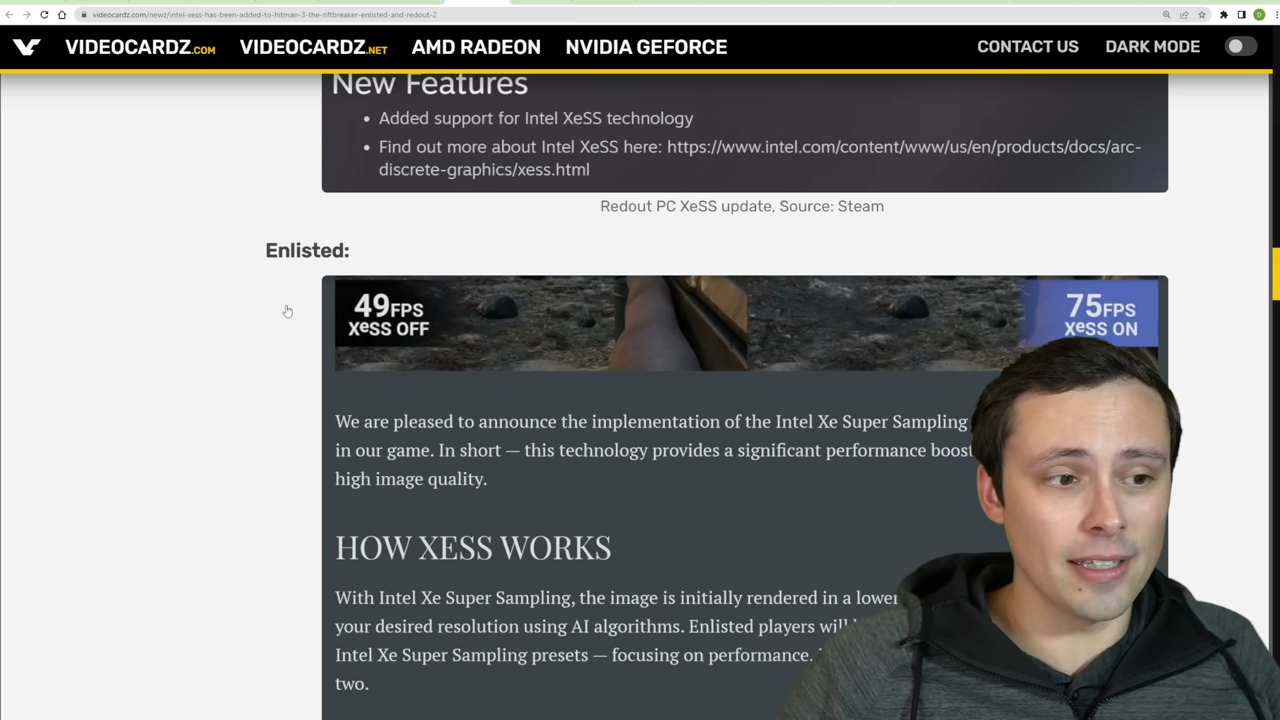 videocardz.com/newz/intel-xess-has-been-added-to-hitman-3-the-riftbreaker-enlisted-and-redout-2
VIDEOCARDZ.COM VIDEOCARDZ.NET AMD RADEON NVIDIA GEFORCE CONTACT US DARK MODE
New Features
• Added support for Intel XeSS technology
• Find out more about Intel XeSS here: https://www.intel.com/content/www/us/en/products/docs/arc-
discrete-graphics/xess.html
Redout PC XeSS update, Source: Steam
Enlisted:
49FPS
XeSS OFF
75FPS
XeSS ON
We are pleased to announce the implementation of the Intel Xe Super Sampling
in our game. In short — this technology provides a significant performance boost
high image quality.
HOW XESS WORKS
With Intel Xe Super Sampling, the image is initially rendered in a lower
your desired resolution using AI algorithms. Enlisted players will
Intel Xe Super Sampling presets — focusing on performance.
two.